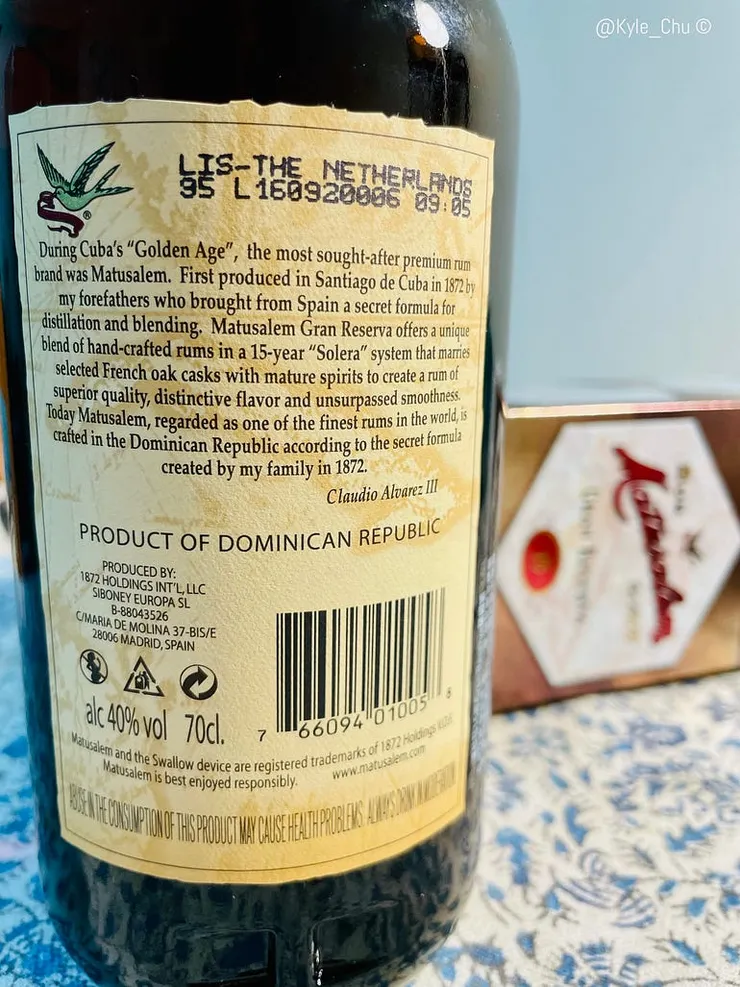 @Kyle_Chu ©
LIS-THE NETHERLANDS
95 L160920006 09:05
®
During Cuba's "Golden Age", the most sought-after premium rum
brand was Matusalem. First produced in Santiago de Cuba in 1872 by
my forefathers who brought from Spain a secret formula for
distillation and blending. Matusalem Gran Reserva offers a unique
blend of hand-crafted rums in a 15-year "Solera" system that marries
selected French oak casks with mature spirits to create a rum of
superior quality, distinctive flavor and unsurpassed smoothness.
Today Matusalem, regarded as one of the finest rums in the world, is
crafted in the Dominican Republic according to the secret formula
created by my family in 1872.
Claudio Alvarez III
PRODUCT OF DOMINICAN REPUBLIC
PRODUCED BY:
1872 HOLDINGS INT'L, LLC
SIBONEY EUROPA SL
B-88043526
C/MARIA DE MOLINA 37-BIS/E
28006 MADRID, SPAIN
alc 40% vol 70cl.
7 66094 01005 8
Matusalem and the Swallow device are registered trademarks of 1872 Holdings
Matusalem is best enjoyed responsibly. www.matusalem.com
ABUSE IN THE CONSUMPTION OF THIS PRODUCT MAY CAUSE HEALTH PROBLEMS. ALWAYS DRINK IN MODERATION
Matusalem